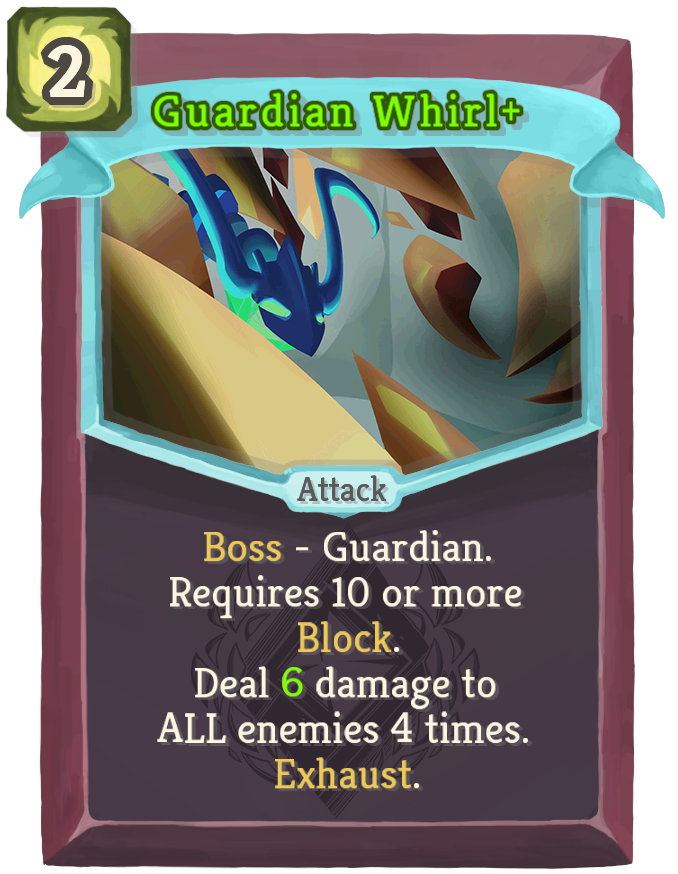 2
Guardian Whirl+
Attack
Boss - Guardian.
Requires 10 or more
Block.
Deal 6 damage to
ALL enemies 4 times.
Exhaust.